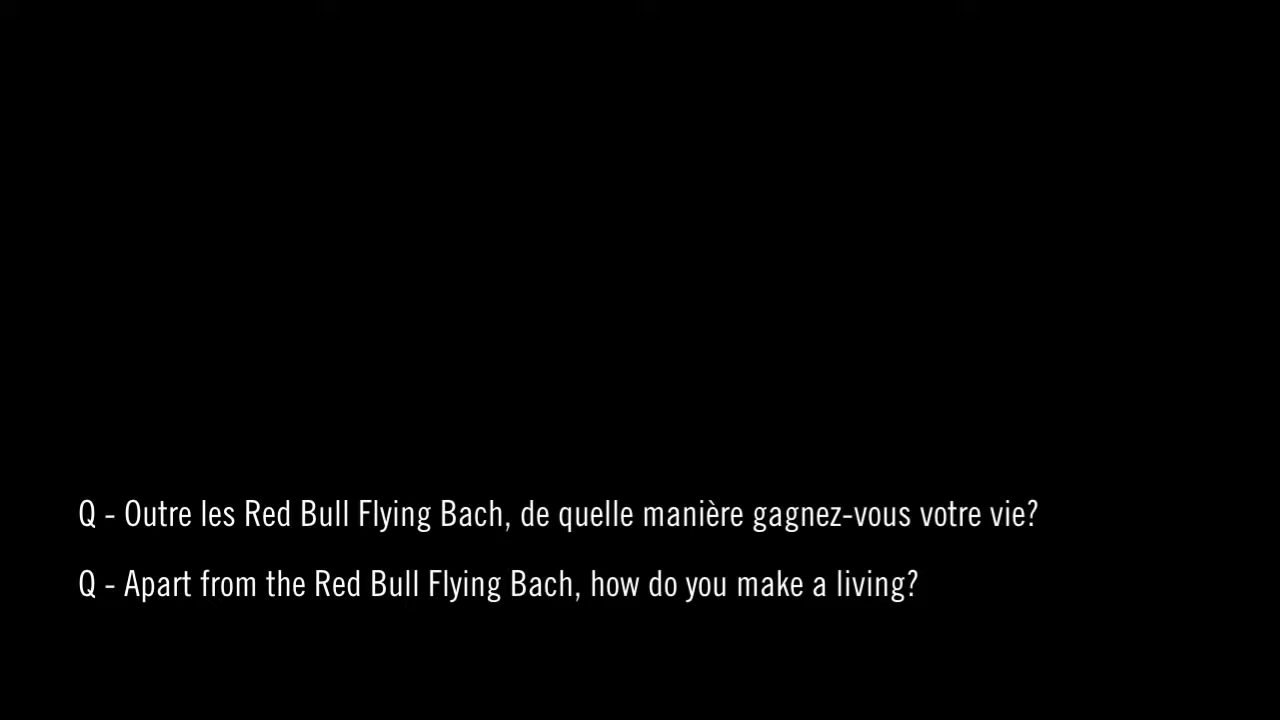 Q - Outre les Red Bull Flying Bach, de quelle manière gagnez-vous votre vie?
Q - Apart from the Red Bull Flying Bach, how do you make a living?